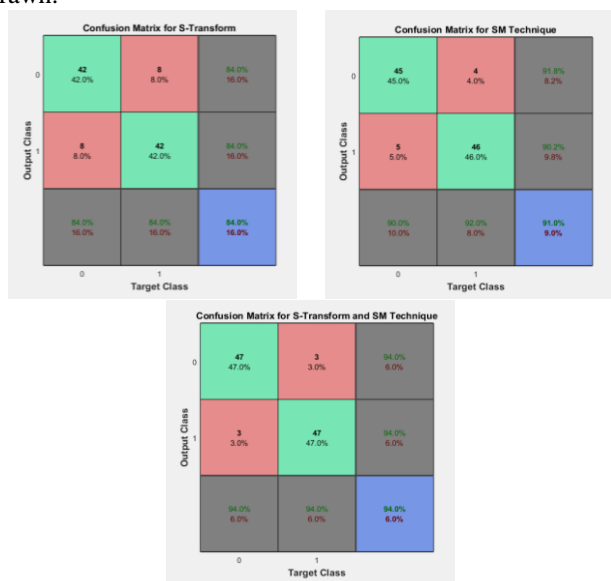 rawn.
Confusion Matrix for S-Transform
42 8 84.0%
0 42.0% 8.0% 16.0%
8 42 84.0%
1 8.0% 42.0% 16.0%
84.0% 84.0% 84.0%
16.0% 16.0% 16.0%
0 1
Output Class
Target Class
Confusion Matrix for SM Technique
45 4 91.8%
0 45.0% 4.0% 8.2%
5 46 90.2%
1 5.0% 46.0% 9.8%
90.0% 92.0% 91.0%
10.0% 8.0% 9.0%
0 1
Output Class
Target Class
Confusion Matrix for S-Transform and SM Technique
47 3 94.0%
0 47.0% 3.0% 6.0%
3 47 94.0%
1 3.0% 47.0% 6.0%
94.0% 94.0% 94.0%
6.0% 6.0% 6.0%
0 1
Output Class
Target Class